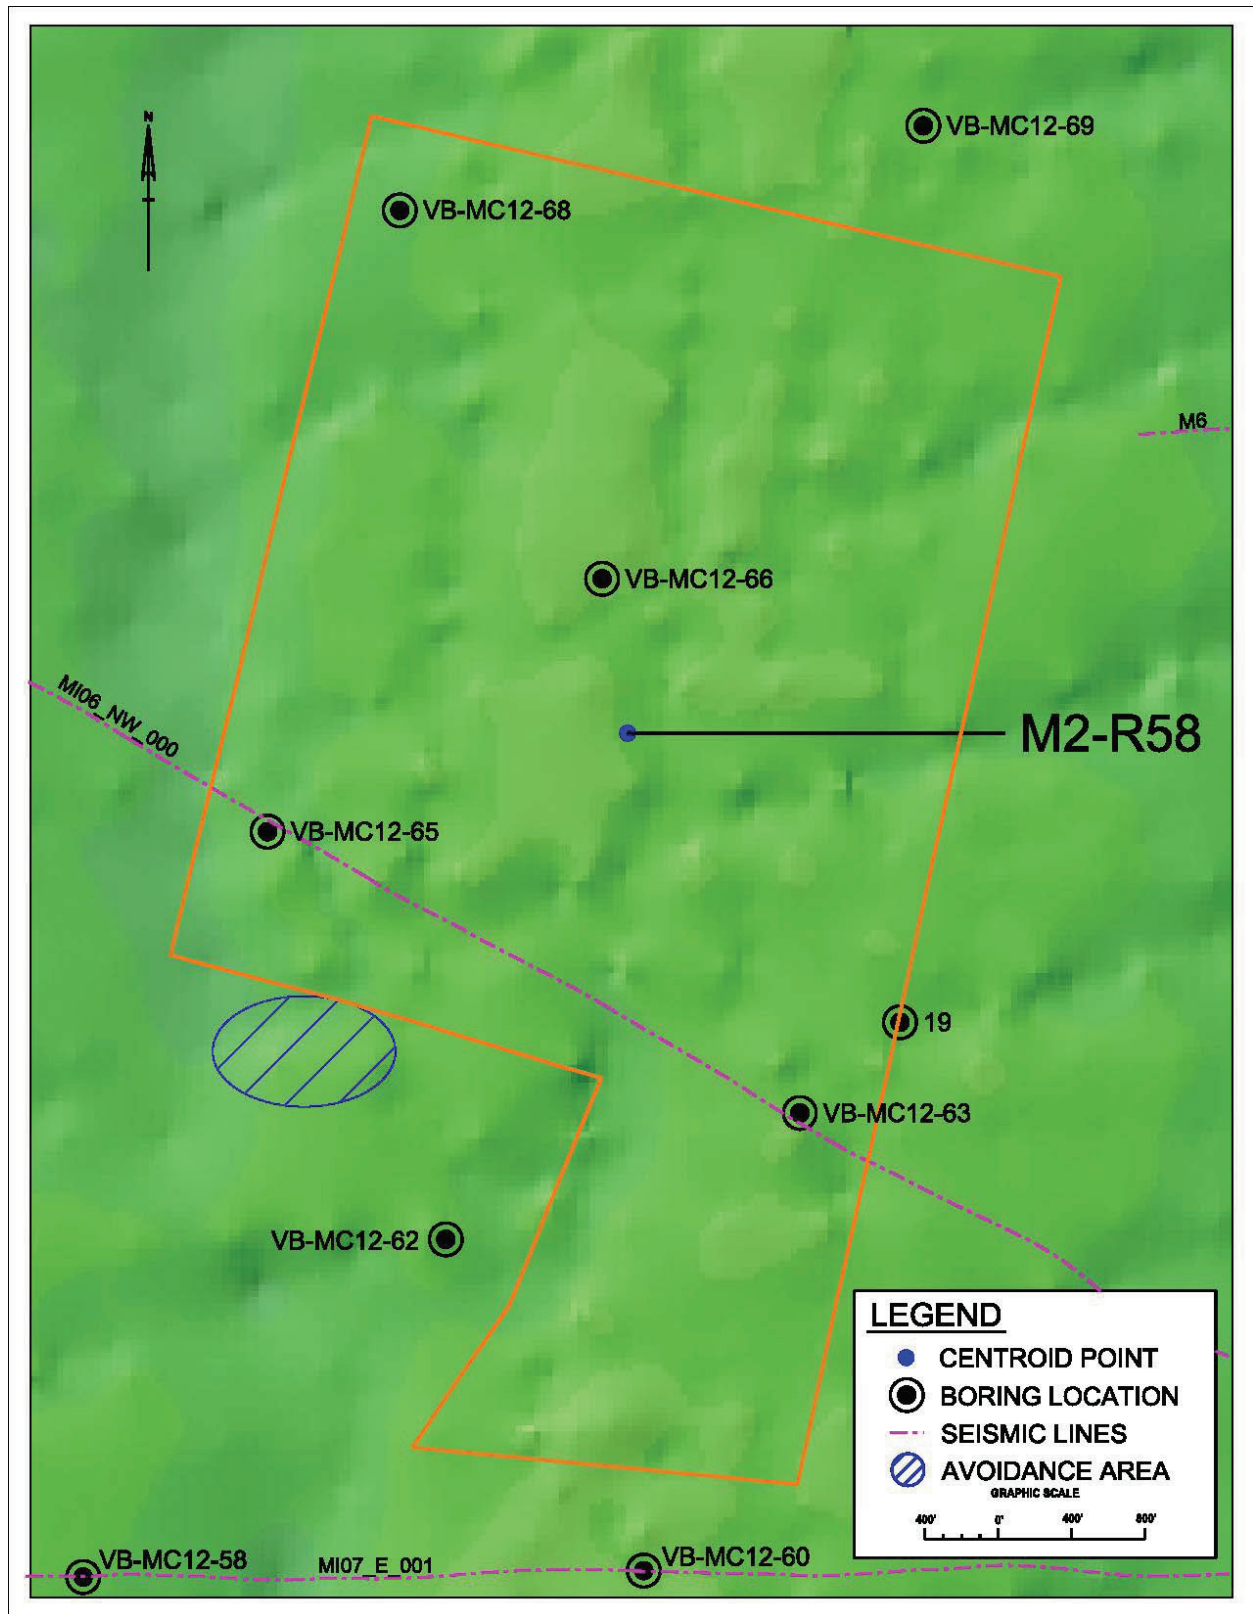 N
VB-MC12-69
VB-MC12-68
M6
VB-MC12-66
MI06_NW_000
M2-R58
VB-MC12-65
19
VB-MC12-63
VB-MC12-62
LEGEND
CENTROID POINT
BORING LOCATION
SEISMIC LINES
AVOIDANCE AREA
GRAPHIC SCALE
400' 0' 400' 800'
VB-MC12-58
MI07_E_001
VB-MC12-60